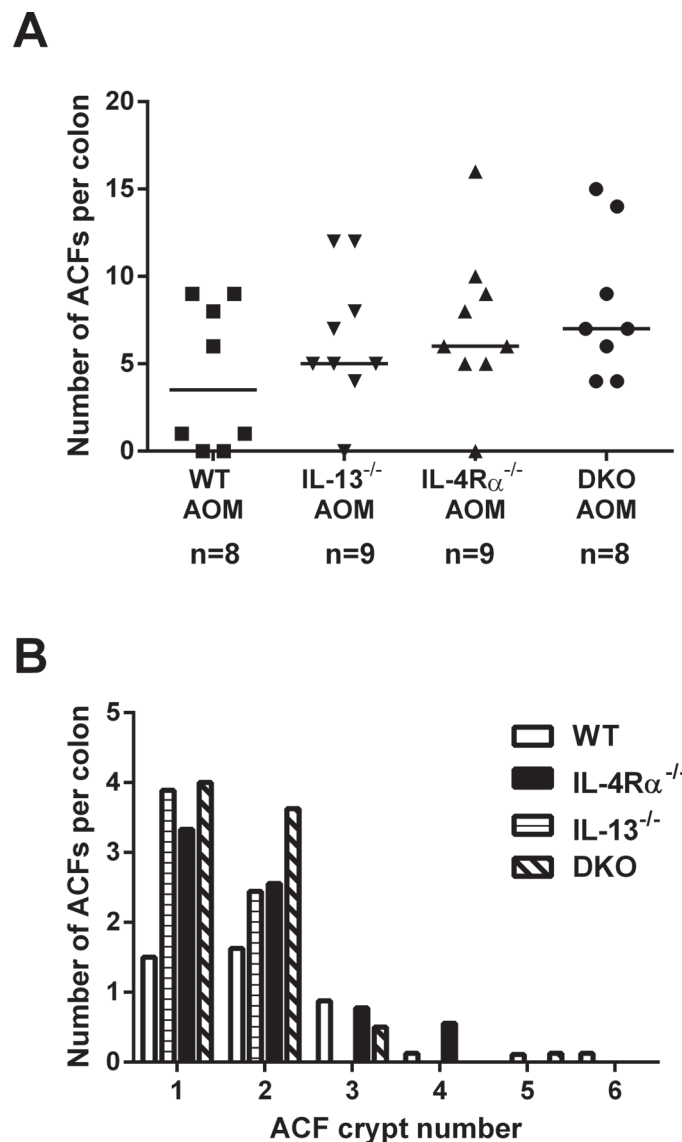 A
Number of ACFs per colon
20
15
10
5
0
WT
AOM
n=8
IL-13-/-
AOM
n=9
IL-4Rα-/-
AOM
n=9
DKO
AOM
n=8
B
Number of ACFs per colon
5
4
3
2
1
0
WT
IL-4Rα-/-
IL-13-/-
DKO
1 2 3 4 5 6
ACF crypt number